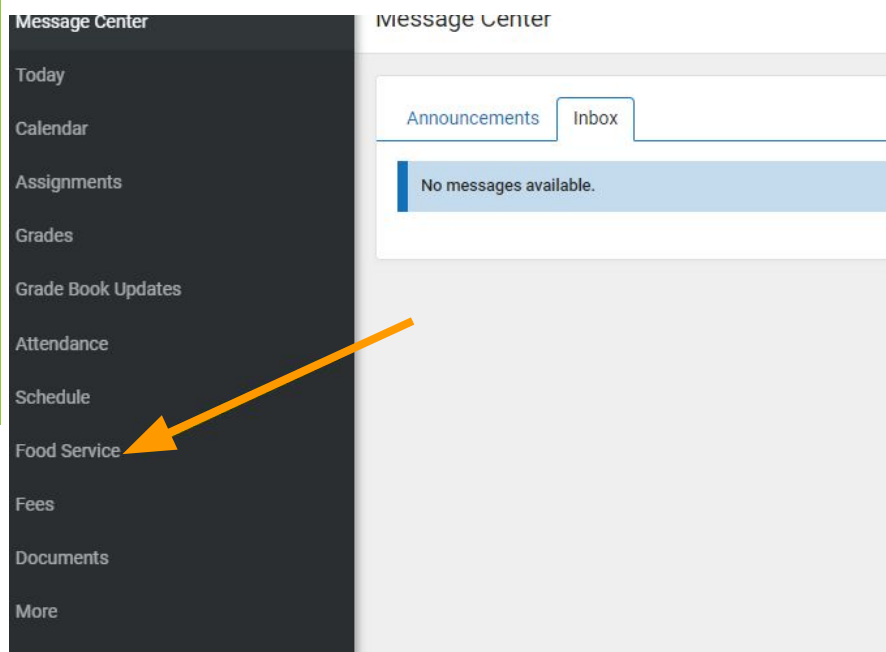 Message Center
Message Center
Today
Calendar
Assignments
Grades
Grade Book Updates
Attendance
Schedule
Food Service
Fees
Documents
More
Announcements
Inbox
No messages available.